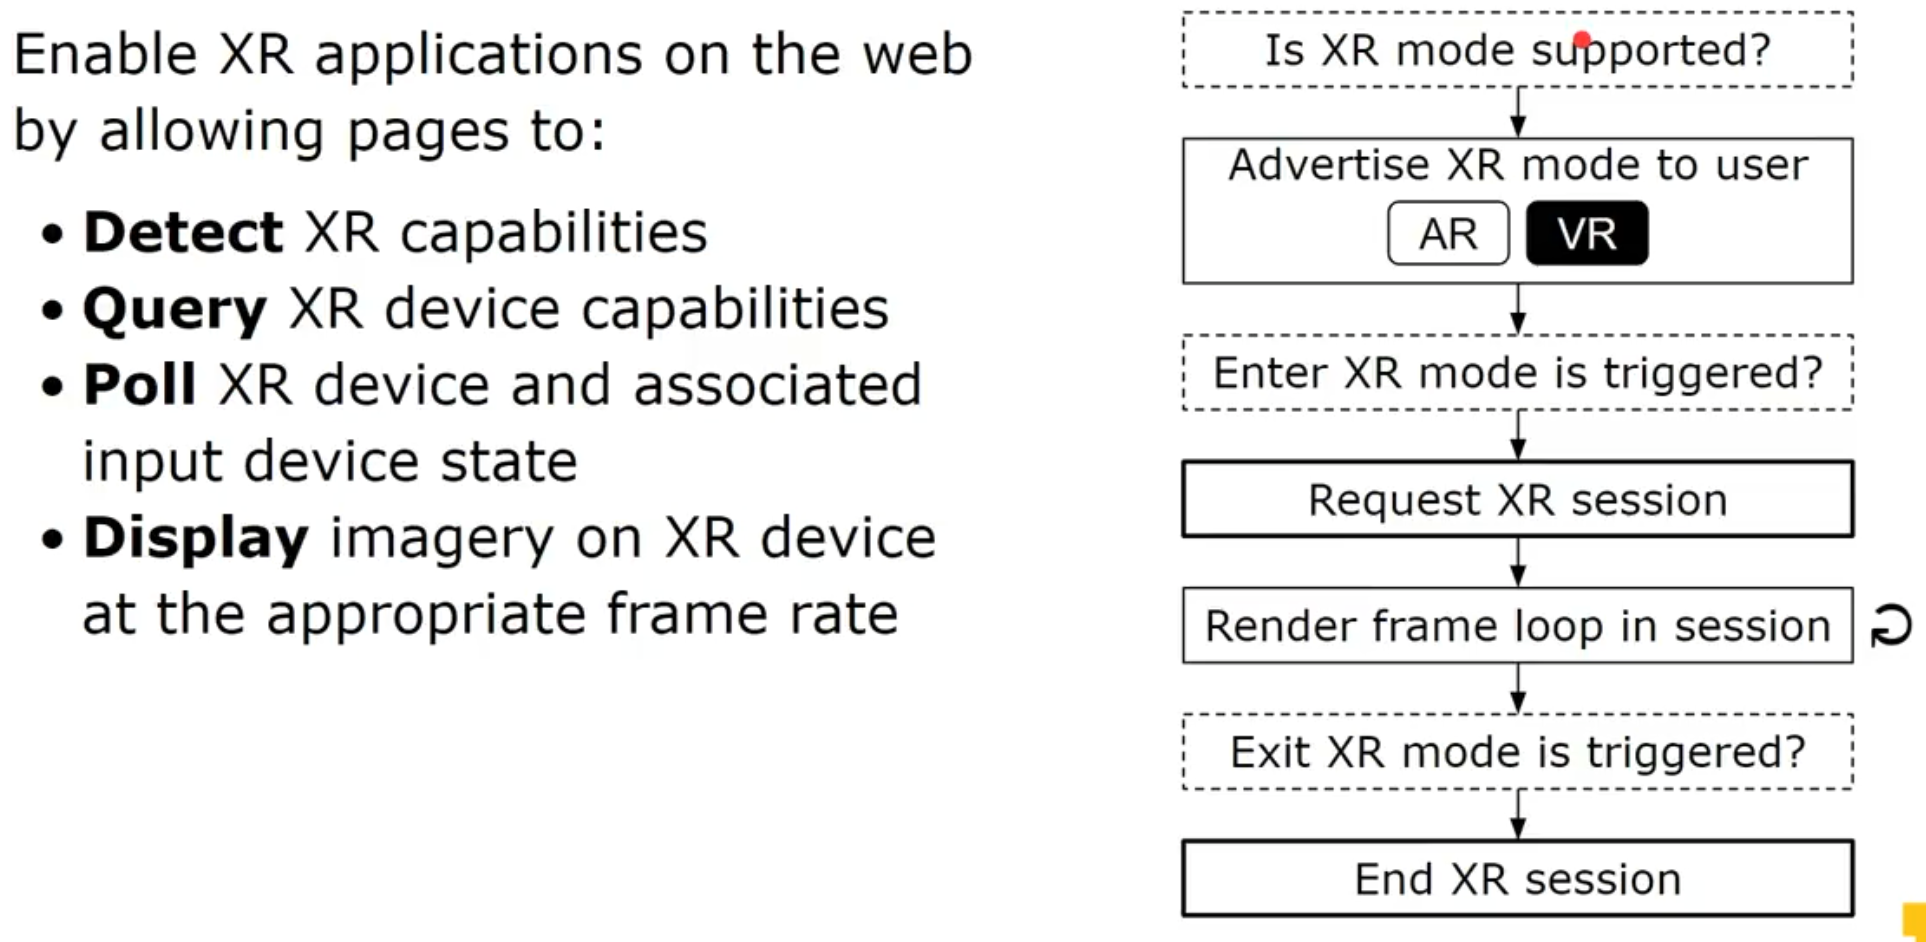 Enable XR applications on the web
by allowing pages to:
• Detect XR capabilities
• Query XR device capabilities
• Poll XR device and associated
input device state
• Display imagery on XR device
at the appropriate frame rate
Is XR mode supported?
Advertise XR mode to user
AR VR
Enter XR mode is triggered?
Request XR session
Render frame loop in session
Exit XR mode is triggered?
End XR session